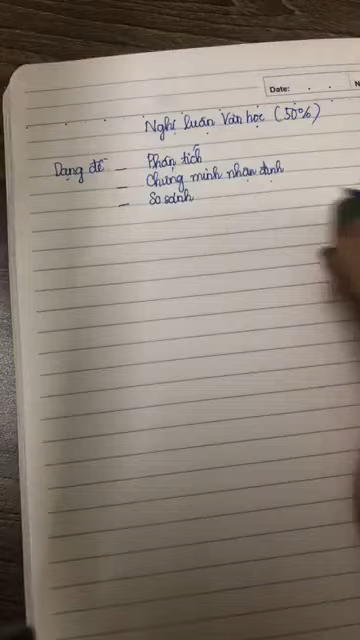 Date: . .
Nghị luận Văn học (50%)
Dạng đề – Phân tích
– Chứng minh nhận định
– So sánh